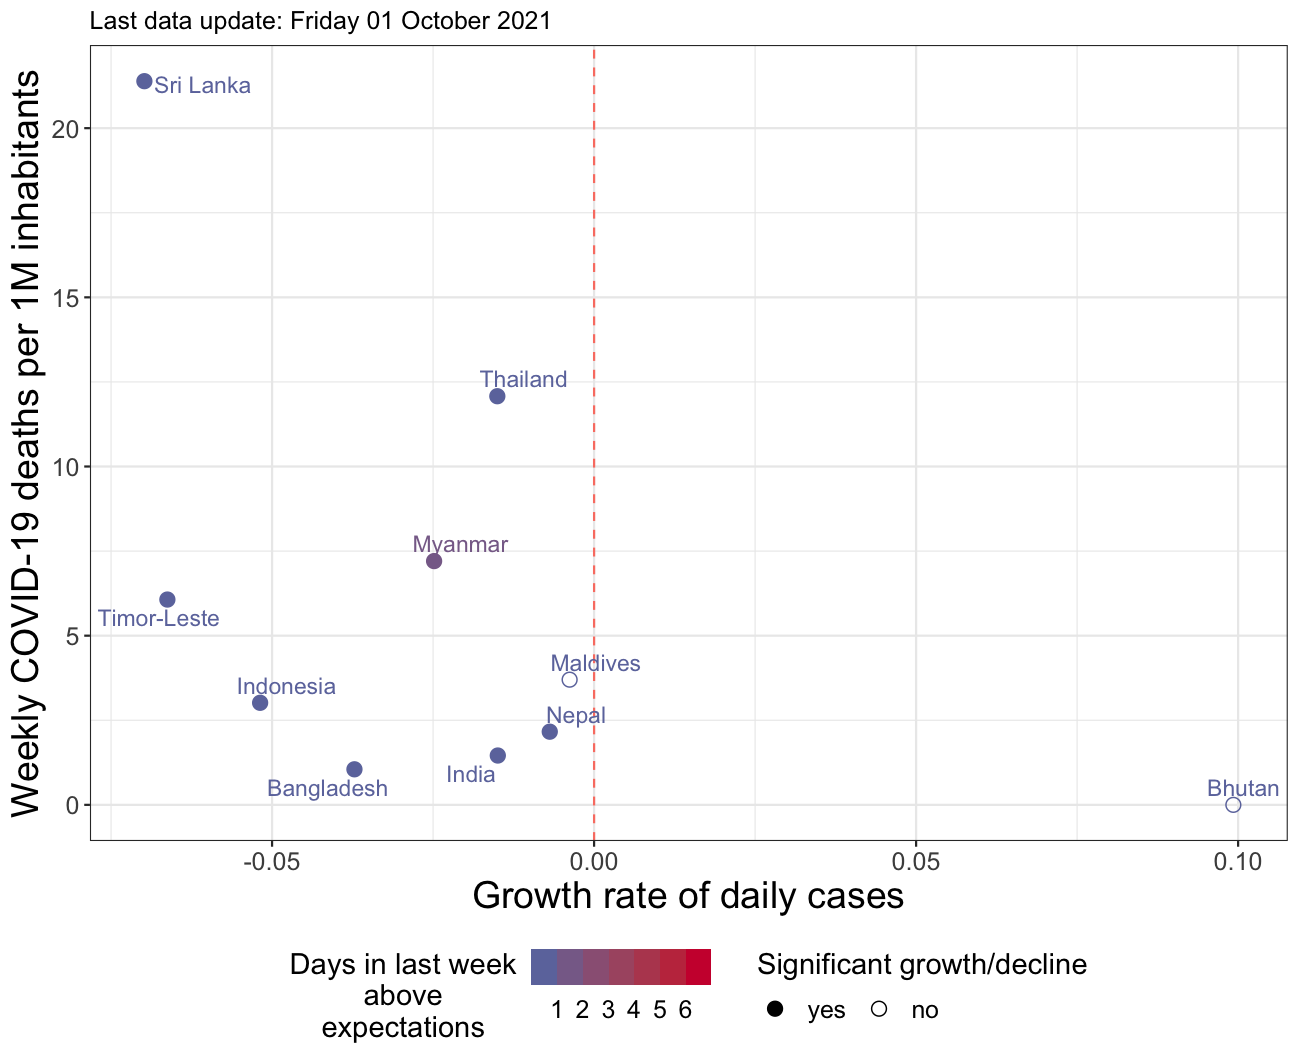 Last data update: Friday 01 October 2021
Weekly COVID-19 deaths per 1M inhabitants
20
15
10
5
0
Sri Lanka
Thailand
Myanmar
Timor-Leste
Maldives
Indonesia
Nepal
India
Bangladesh
Bhutan
-0.05 0.00 0.05 0.10
Growth rate of daily cases
Days in last week
above
expectations
1 2 3 4 5 6
Significant growth/decline
yes no